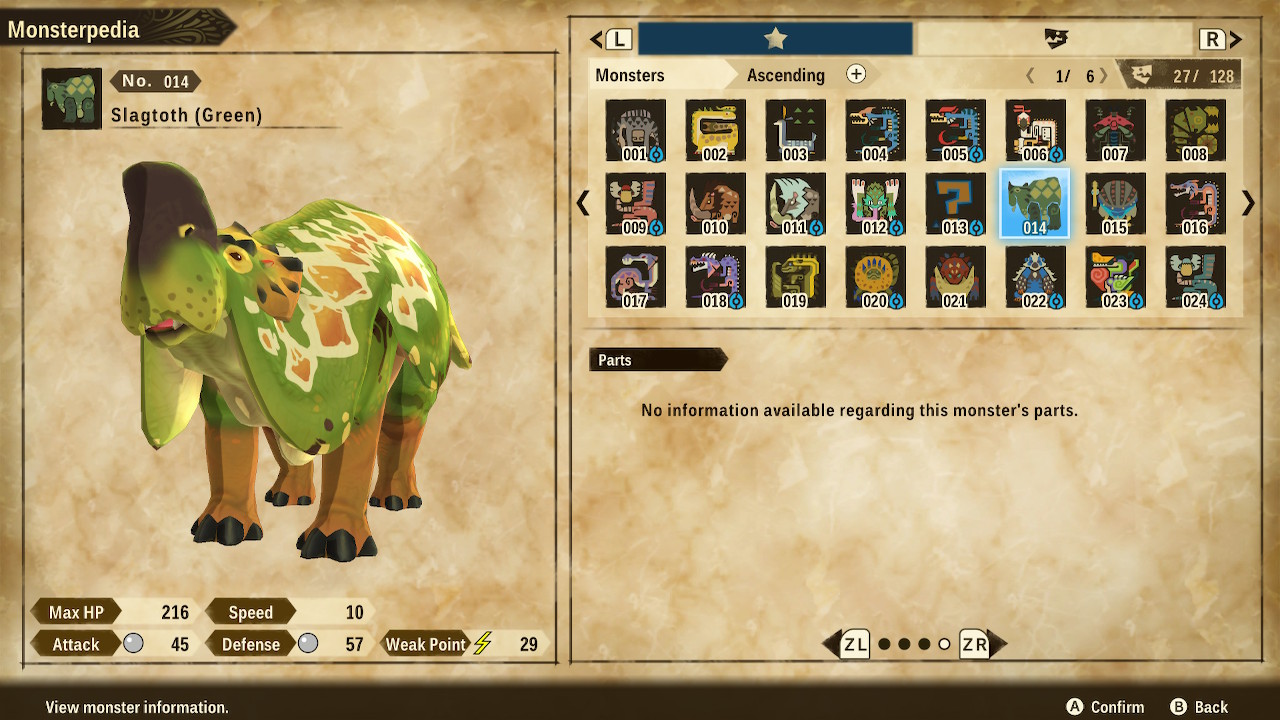 Monsterpedia
No. 014
Slagtoth (Green)
Max HP 216
Speed 10
Attack 45
Defense 57
Weak Point 29
L
R
Monsters
Ascending
1/ 6
27/ 128
001 002 003 004 005 006 007 008
009 010 011 012 013 014 015 016
017 018 019 020 021 022 023 024
Parts
No information available regarding this monster's parts.
ZL ZR
View monster information.
A Confirm
B Back